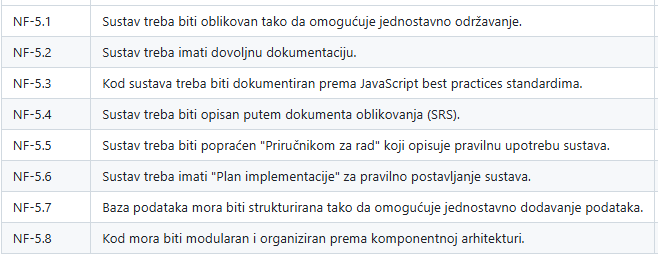 NF-5.1 Sustav treba biti oblikovan tako da omogućuje jednostavno održavanje.
NF-5.2 Sustav treba imati dovoljnu dokumentaciju.
NF-5.3 Kod sustava treba biti dokumentiran prema JavaScript best practices standardima.
NF-5.4 Sustav treba biti opisan putem dokumenta oblikovanja (SRS).
NF-5.5 Sustav treba biti popraćen "Priručnikom za rad" koji opisuje pravilnu upotrebu sustava.
NF-5.6 Sustav treba imati "Plan implementacije" za pravilno postavljanje sustava.
NF-5.7 Baza podataka mora biti strukturirana tako da omogućuje jednostavno dodavanje podataka.
NF-5.8 Kod mora biti modularan i organiziran prema komponentnoj arhitekturi.